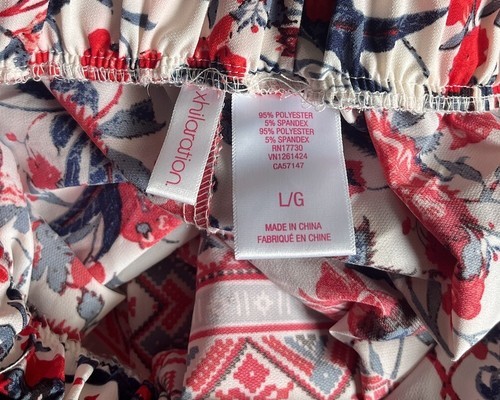 xhilaration.
95% POLYESTER
5% SPANDEX
95% POLYESTER
5% SPANDEX
RN17730
VN1261424
CA57147
L/G
MADE IN CHINA
FABRIQUÉ EN CHINE